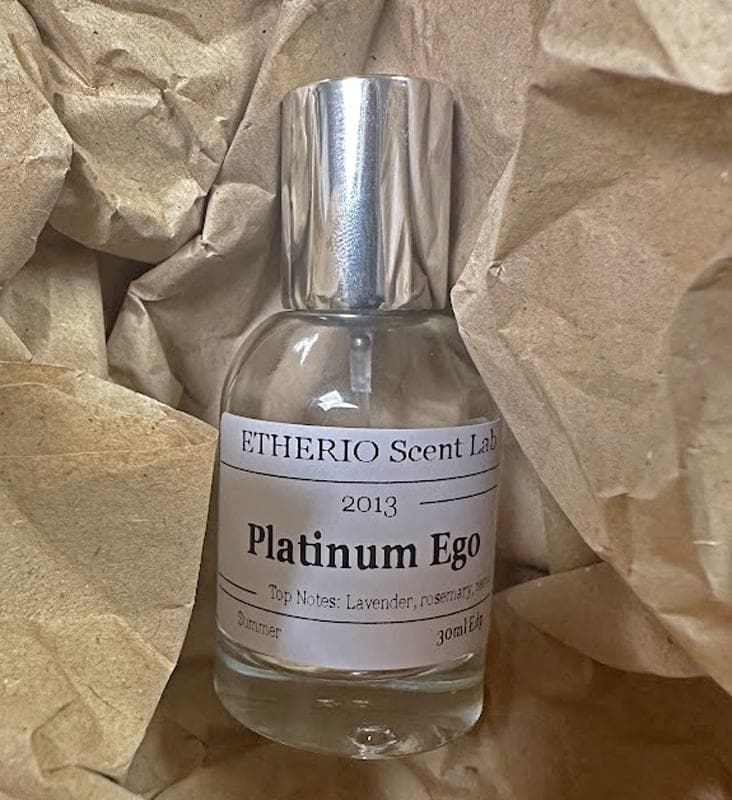 ETHERIO Scent Lab
2013
Platinum Ego
Top Notes: Lavender, rosemary,
Summer
30ml Edp